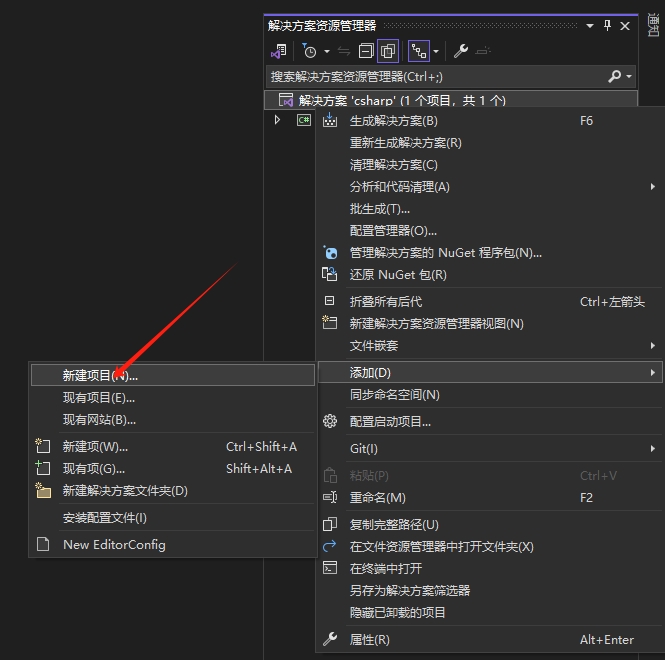 解决方案资源管理器
通知
搜索解决方案资源管理器(Ctrl+;)
解决方案 'csharp' (1 个项目, 共 1 个)
C#
生成解决方案(B) F6
重新生成解决方案(R)
清理解决方案(C)
分析和代码清理(A)
批生成(T)...
配置管理器(O)...
管理解决方案的 NuGet 程序包(N)...
还原 NuGet 包(R)
折叠所有后代 Ctrl+左箭头
新建解决方案资源管理器视图(N)
文件嵌套
添加(D)
同步命名空间(N)
配置启动项目...
Git(I)
粘贴(P) Ctrl+V
重命名(M) F2
复制完整路径(U)
在文件资源管理器中打开文件夹(X)
在终端中打开
另存为解决方案筛选器
隐藏已卸载的项目
属性(R) Alt+Enter
新建项目(N)...
现有项目(E)...
现有网站(B)...
新建项(W)... Ctrl+Shift+A
现有项(G)... Shift+Alt+A
新建解决方案文件夹(D)
安装配置文件(I)
New EditorConfig